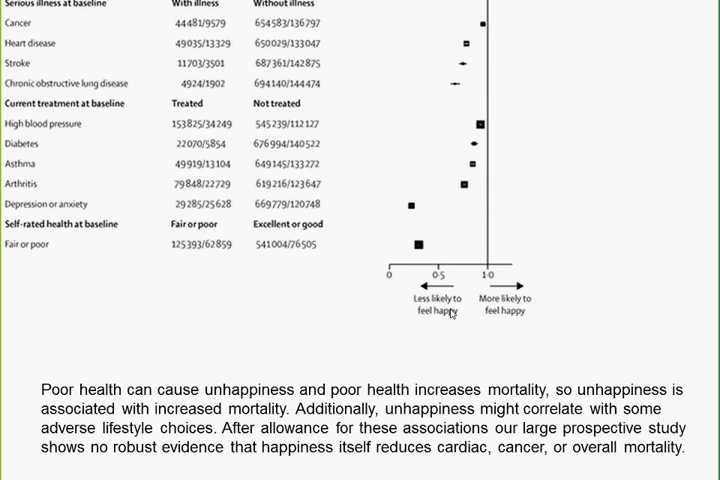 Serious illness at baseline With illness Without illness
Cancer 44481/9579 654583/136797
Heart disease 49035/13329 650029/133047
Stroke 11703/3501 687361/142875
Chronic obstructive lung disease 4924/1902 694140/144474
Current treatment at baseline Treated Not treated
High blood pressure 153825/34249 545239/112127
Diabetes 22070/5854 676994/140522
Asthma 49919/13104 649145/133272
Arthritis 79848/22729 619216/123647
Depression or anxiety 29285/25628 669779/120748
Self-rated health at baseline Fair or poor Excellent or good
Fair or poor 125393/62859 541004/76505
0 0·5 1·0
Less likely to More likely to
feel happy feel happy
Poor health can cause unhappiness and poor health increases mortality, so unhappiness is
associated with increased mortality. Additionally, unhappiness might correlate with some
adverse lifestyle choices. After allowance for these associations our large prospective study
shows no robust evidence that happiness itself reduces cardiac, cancer, or overall mortality.